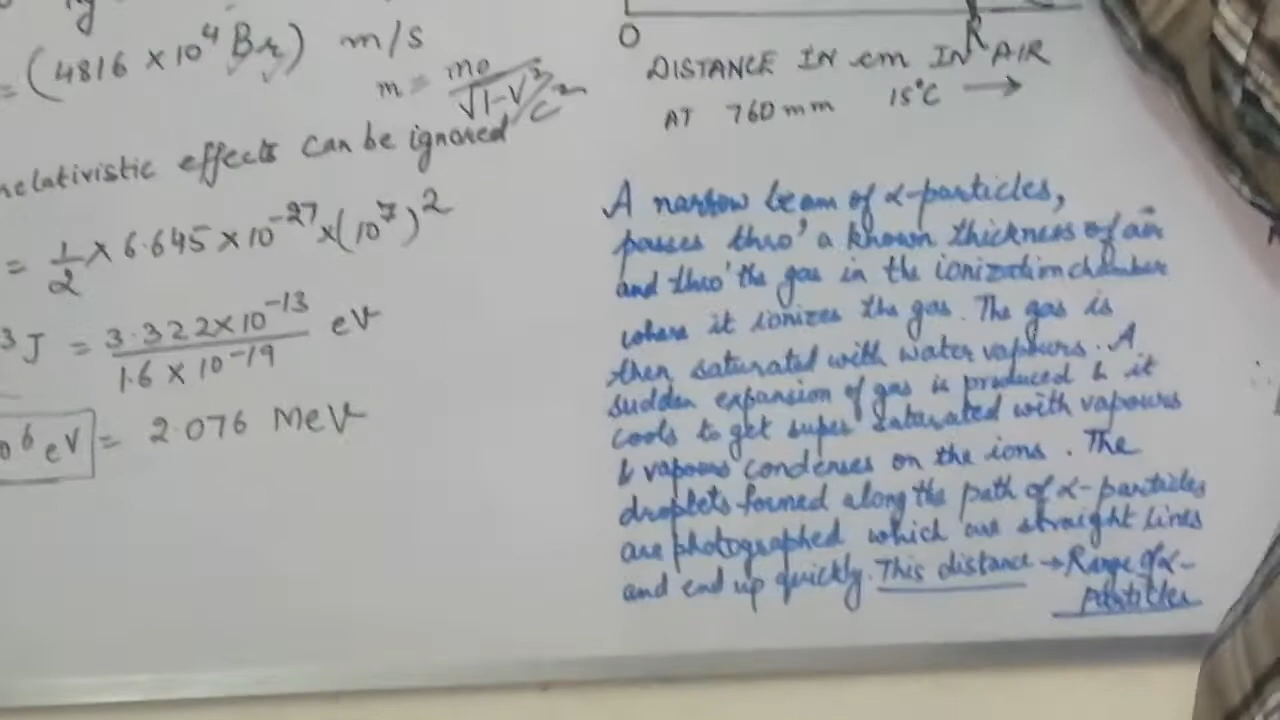 = (4816 × 10⁴ Br) m/s
m = m₀/√1-V²/C²
relativistic effects can be ignored
= 1/2 × 6.645 × 10⁻²⁷ × (10⁷)²
3 J = 3.322×10⁻¹³/1.6 × 10⁻¹⁹ eV
0⁶ eV = 2.076 MeV
0
R
DISTANCE IN cm IN AIR
AT 760 mm 15°C →
A narrow beam of α-particles,
passes thro' a known thickness of air
and thro' the gas in the ionization chamber
where it ionizes the gas. The gas is
then saturated with water vapours. A
sudden expansion of gas is produced & it
cools to get super saturated with vapours
& vapours condenses on the ions. The
droplets formed along the path of α-particles
are photographed which are straight lines
and end up quickly. This distance → Range of α-
particles